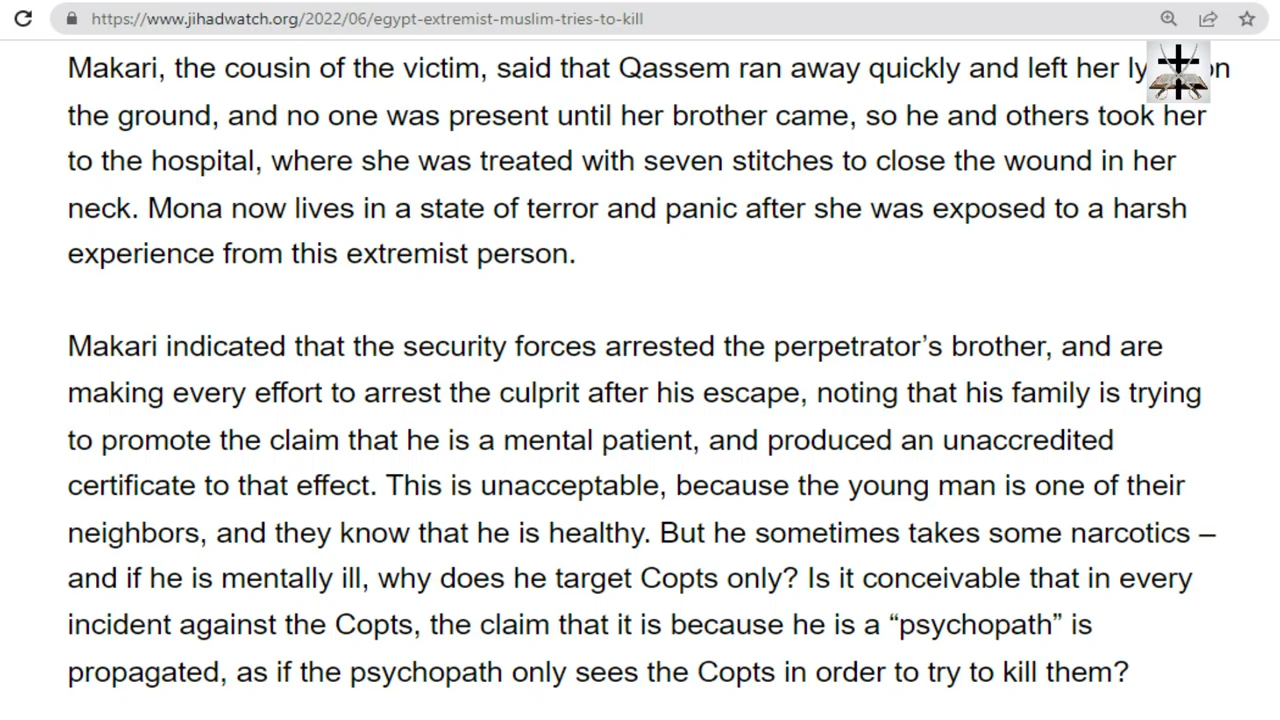 https://www.jihadwatch.org/2022/06/egypt-extremist-muslim-tries-to-kill
Makari, the cousin of the victim, said that Qassem ran away quickly and left her ly on
the ground, and no one was present until her brother came, so he and others took her
to the hospital, where she was treated with seven stitches to close the wound in her
neck. Mona now lives in a state of terror and panic after she was exposed to a harsh
experience from this extremist person.
Makari indicated that the security forces arrested the perpetrator’s brother, and are
making every effort to arrest the culprit after his escape, noting that his family is trying
to promote the claim that he is a mental patient, and produced an unaccredited
certificate to that effect. This is unacceptable, because the young man is one of their
neighbors, and they know that he is healthy. But he sometimes takes some narcotics –
and if he is mentally ill, why does he target Copts only? Is it conceivable that in every
incident against the Copts, the claim that it is because he is a “psychopath” is
propagated, as if the psychopath only sees the Copts in order to try to kill them?